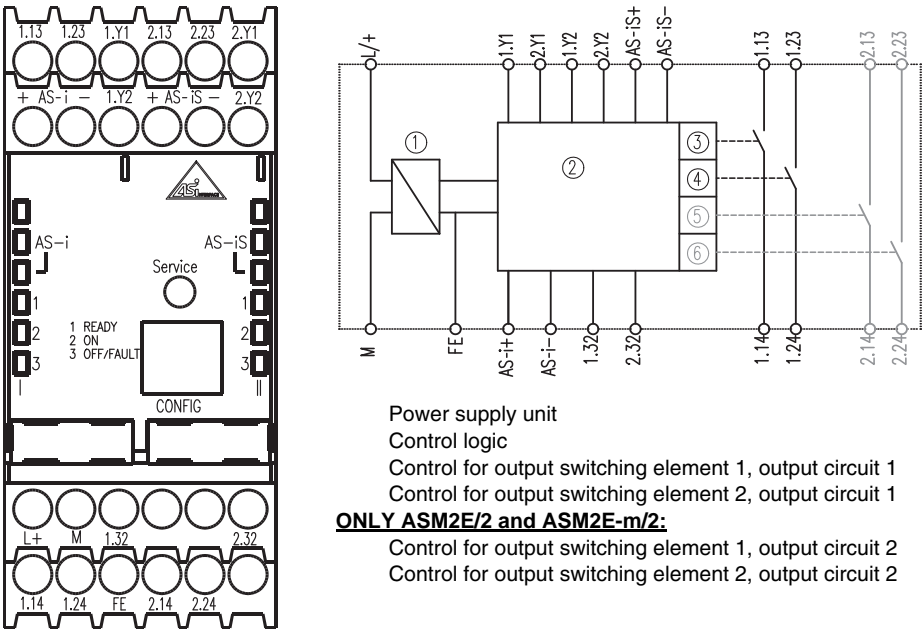 1.13 1.23 1.Y1 2.13 2.23 2.Y1
+ AS-i − 1.Y2 + AS-iS − 2.Y2
AS-i
INTERFACE
AS-i
AS-iS
Service
1
1
1 READY
2 ON
3 OFF/FAULT
2
2
3
3
I
II
CONFIG
L+ M 1.32 2.32
1.14 1.24 FE 2.14 2.24
L/+ 1.Y1 2.Y1 1.Y2 2.Y2 AS-iS+ AS-iS− 1.13 1.23 2.13 2.23
①
②
③
④
⑤
⑥
M FE AS-i+ AS-i− 1.32 2.32 1.14 1.24 2.14 2.24
Power supply unit
Control logic
Control for output switching element 1, output circuit 1
Control for output switching element 2, output circuit 1
ONLY ASM2E/2 and ASM2E-m/2:
Control for output switching element 1, output circuit 2
Control for output switching element 2, output circuit 2